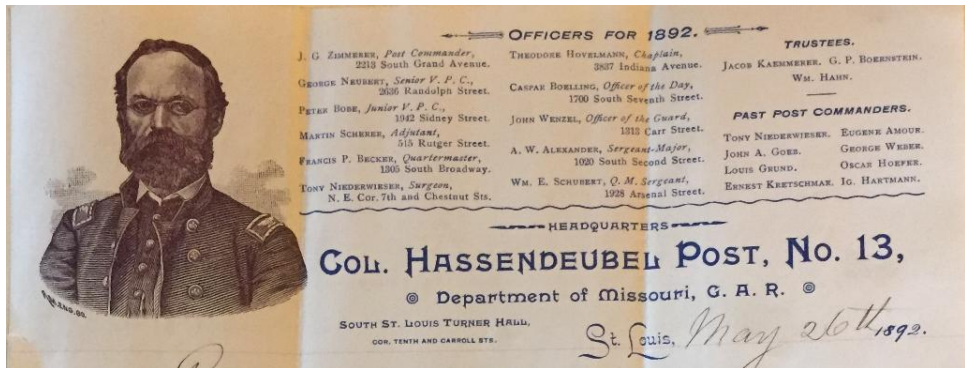 OFFICERS FOR 1892.
J. G. ZIMMERER, Post Commander,
2213 South Grand Avenue.
GEORGE NEUBERT, Senior V. P. C.,
2636 Randolph Street.
PETER BOBE, Junior V. P. C.,
1942 Sidney Street.
MARTIN SCHERER, Adjutant,
515 Rutger Street.
FRANCIS P. BECKER, Quartermaster,
1305 South Broadway.
TONY NIEDERWIESER, Surgeon,
N. E. Cor. 7th and Chestnut Sts.
THEODORE HOVELMANN, Chaplain,
3837 Indiana Avenue.
CASPAR BOELLING, Officer of the Day,
1700 South Seventh Street.
JOHN WENZEL, Officer of the Guard,
1313 Carr Street.
A. W. ALEXANDER, Sergeant-Major,
1020 South Second Street.
WM. E. SCHUBERT, Q. M. Sergeant,
1928 Arsenal Street.
TRUSTEES.
JACOB KAEMMERER. G. P. BOERNSTEIN.
WM. HAHN.
PAST POST COMMANDERS.
TONY NIEDERWIESER. EUGENE AMOUR.
JOHN A. GOEB. GEORGE WEBER.
LOUIS GRUND. OSCAR HOEFER.
ERNEST KRETSCHMAR. IG. HARTMANN.
HEADQUARTERS
COL. HASSENDEUBEL POST, NO. 13,
Department of Missouri, G. A. R.
SOUTH ST. LOUIS TURNER HALL,
COR. TENTH AND CARROLL STS.
St. Louis, May 26th 1892.